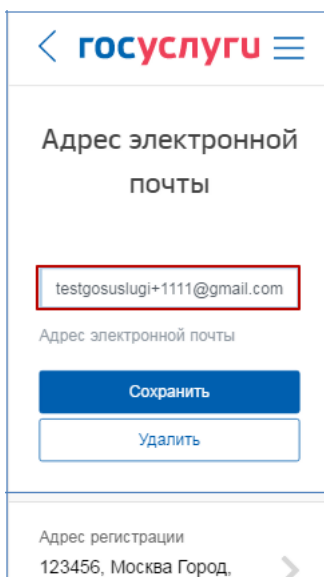 госуслуги
Адрес электронной
почты
testgosuslugi+1111@gmail.com
Адрес электронной почты
Сохранить
Удалить
Адрес регистрации
123456, Москва Город,